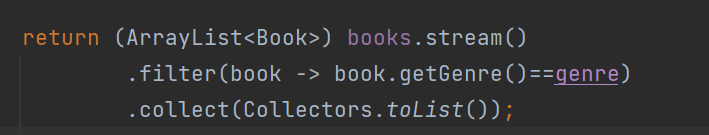 return (ArrayList<Book>) books.stream()
.filter(book -> book.getGenre()==genre)
.collect(Collectors.toList());